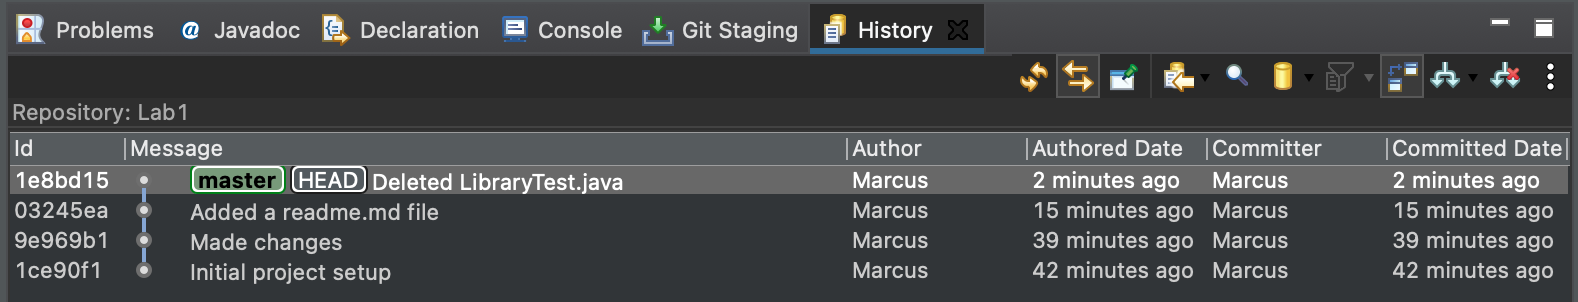 Problems @ Javadoc Declaration Console Git Staging History
Repository: Lab1
Id Message Author Authored Date Committer Committed Date
1e8bd15 master HEAD Deleted LibraryTest.java Marcus 2 minutes ago Marcus 2 minutes ago
03245ea Added a readme.md file Marcus 15 minutes ago Marcus 15 minutes ago
9e969b1 Made changes Marcus 39 minutes ago Marcus 39 minutes ago
1ce90f1 Initial project setup Marcus 42 minutes ago Marcus 42 minutes ago